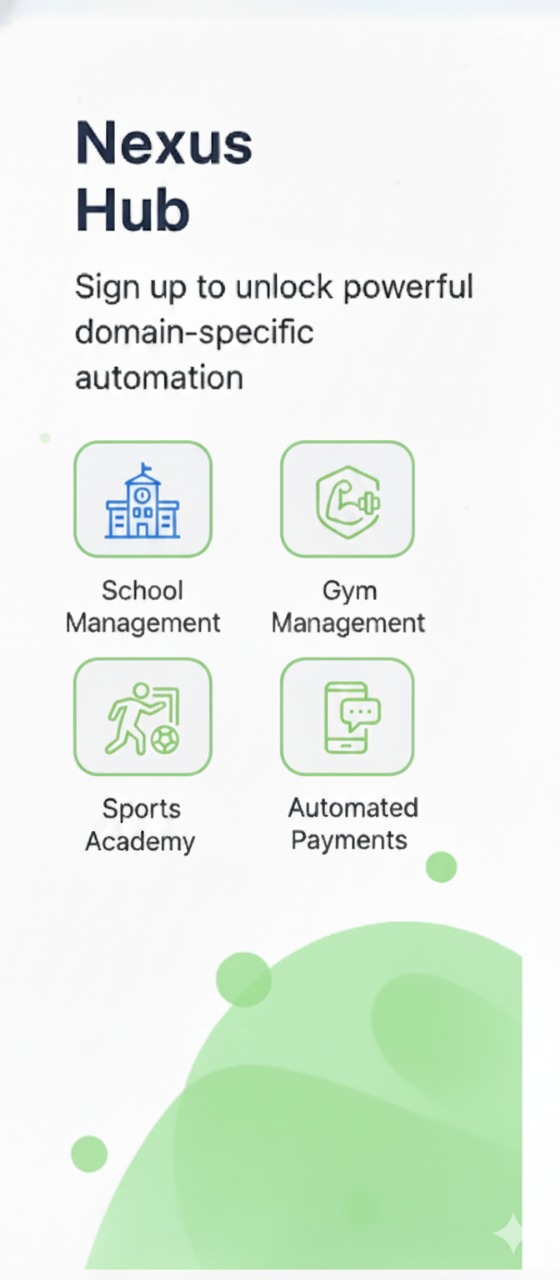 Nexus
Hub
Sign up to unlock powerful
domain-specific
automation
School
Management
Gym
Management
Sports
Academy
Automated
Payments